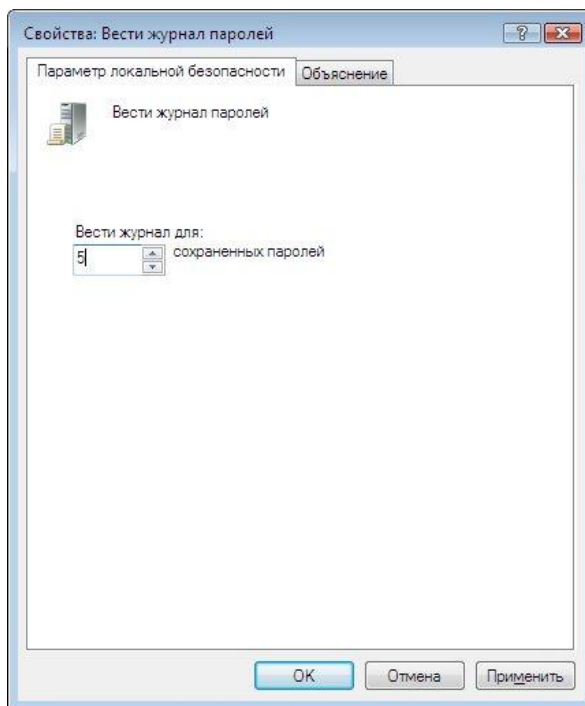 Свойства: Вести журнал паролей
Параметр локальной безопасности
Объяснение
Вести журнал паролей
Вести журнал для:
5 сохраненных паролей
OK Отмена Применить